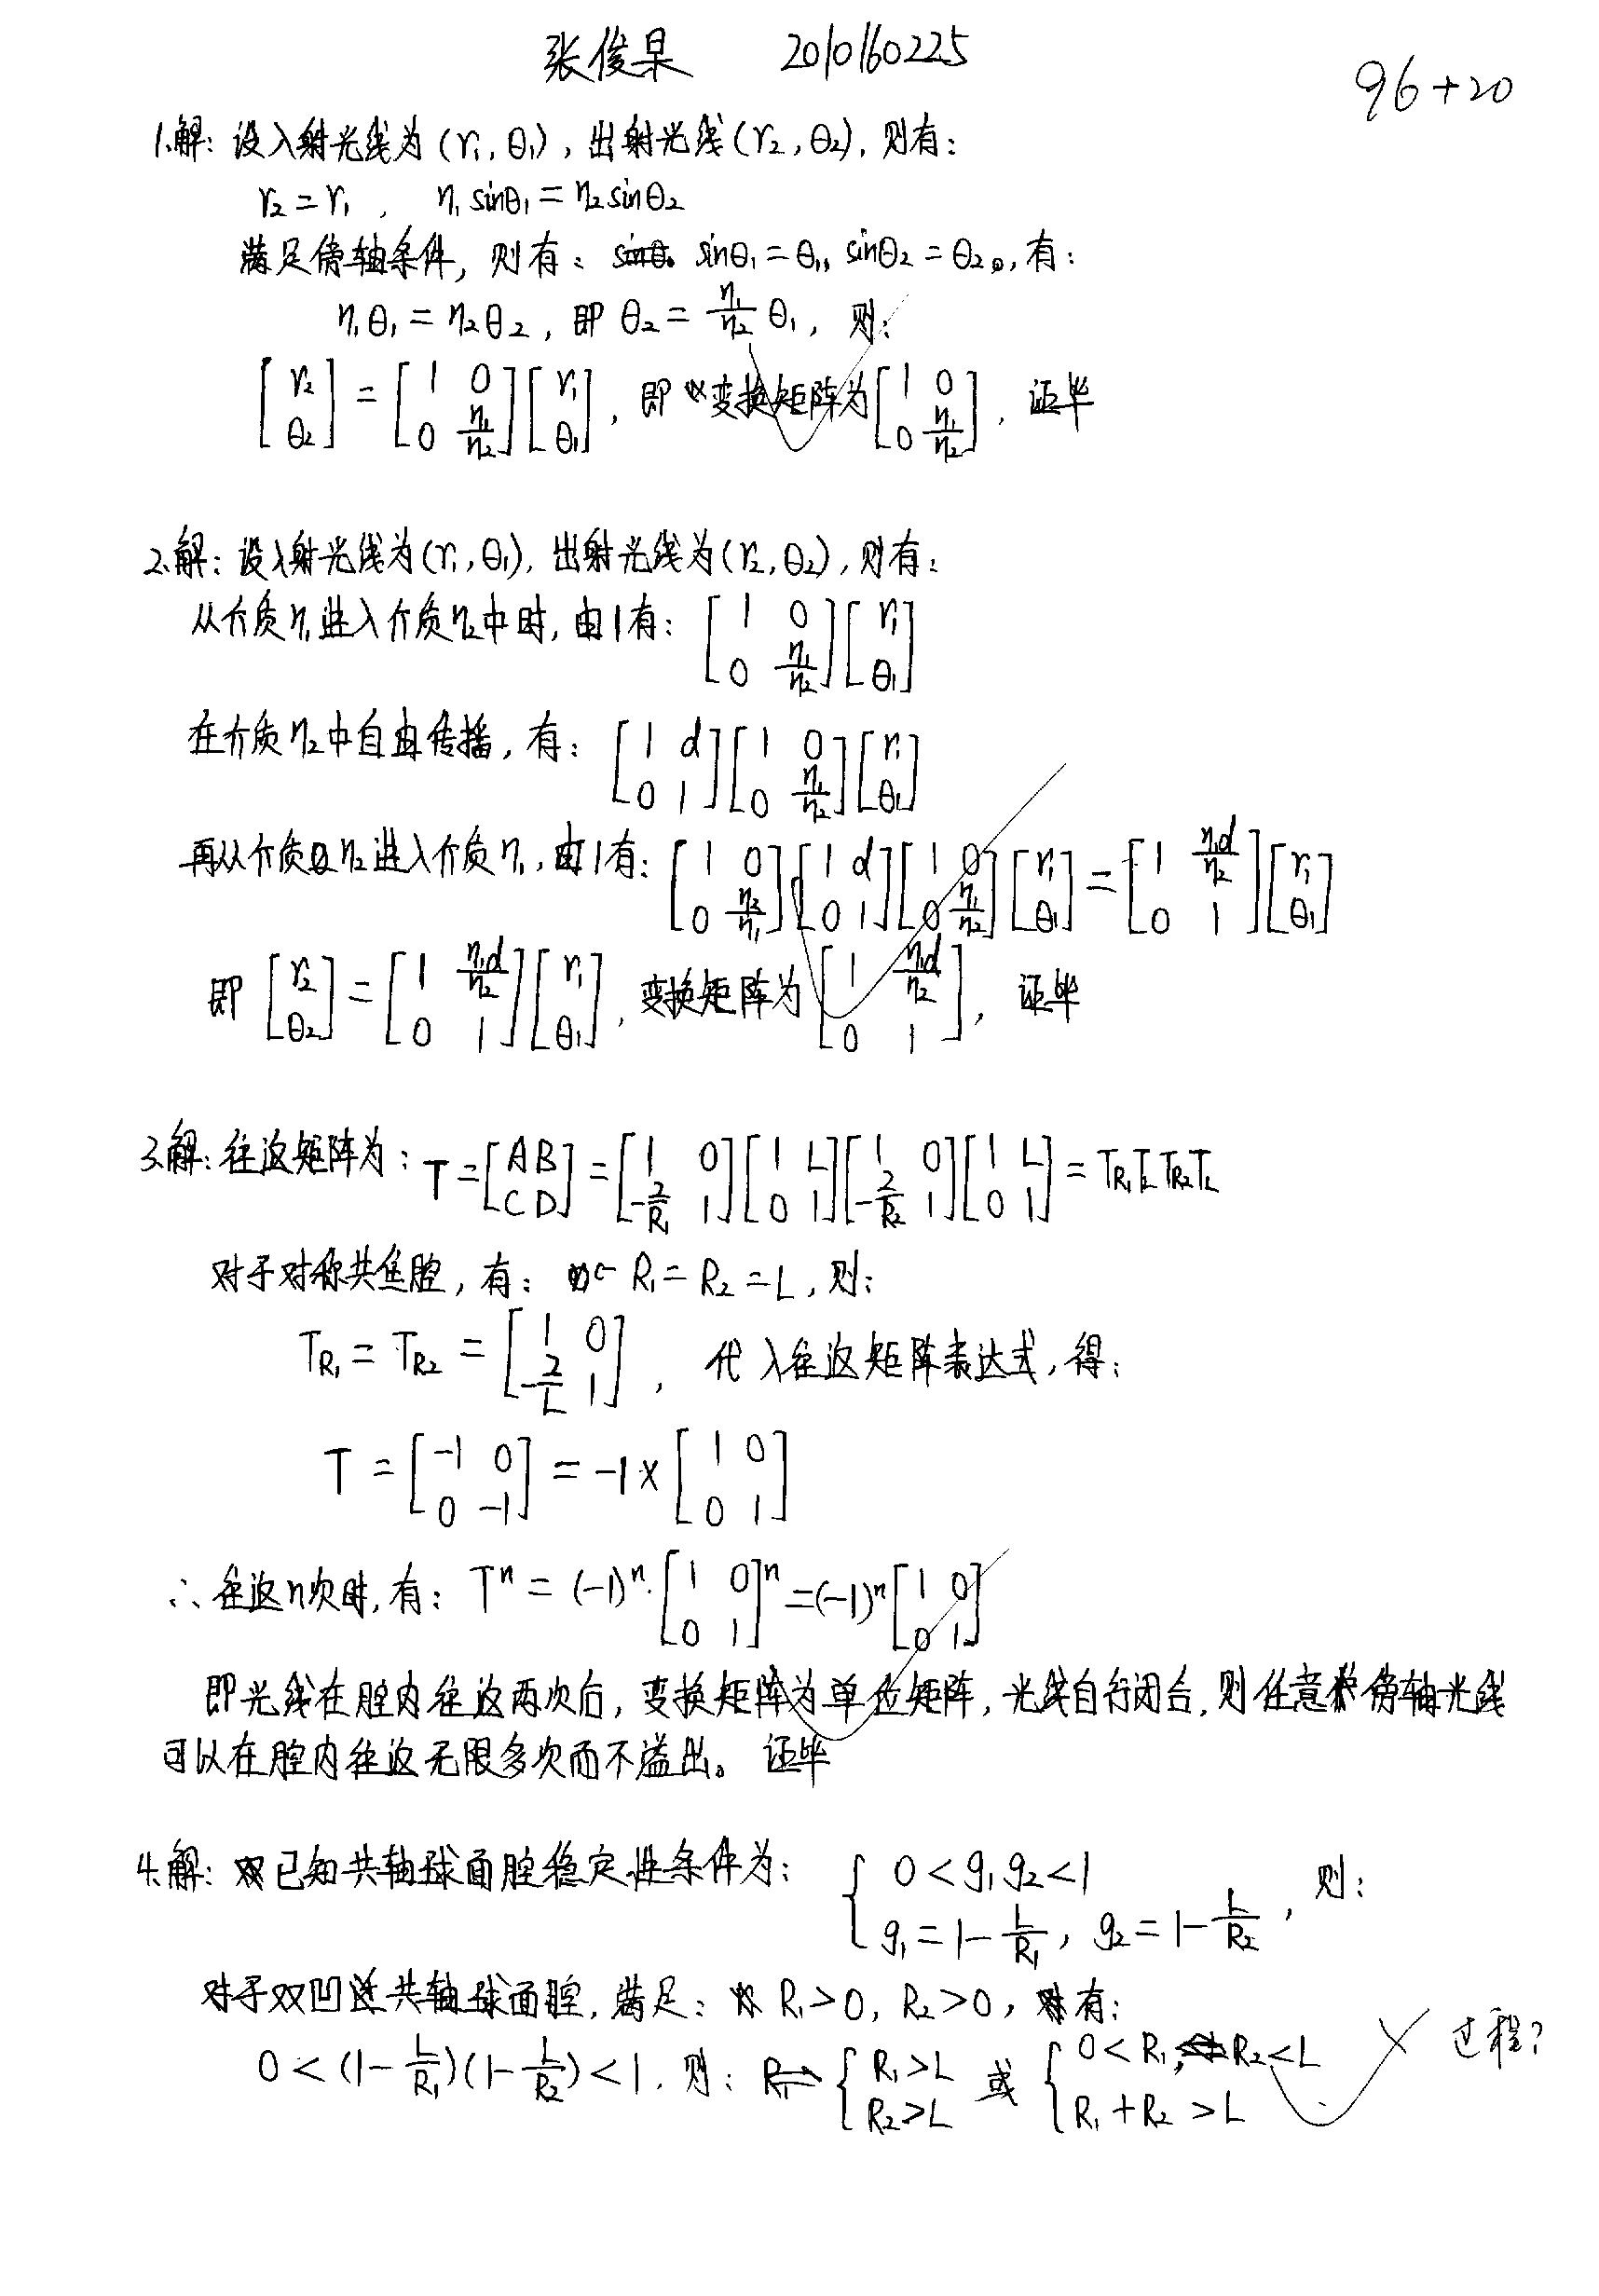 张俊杲 2010160225
96+20
1.解: 设入射光线为(r₁,θ₁), 出射光线(r₂,θ₂), 则有:
r₂=r₁, η₁sinθ₁=η₂sinθ₂
满足傍轴条件, 则有: sinθ₁=θ₁, sinθ₂=θ₂, 有:
η₁θ₁=η₂θ₂, 即 θ₂=η₁/η₂ θ₁, 则:
[r₂; θ₂]=[1 0; 0 η₁/η₂][r₁; θ₁], 即变换矩阵为[1 0; 0 η₁/η₂], 证毕
2.解: 设入射光线为(r₁,θ₁), 出射光线为(r₂,θ₂), 则有:
从介质η₁进入介质η₂中时, 由1有: [1 0; 0 η₁/η₂][r₁; θ₁]
在介质η₂中自由传播, 有: [1 d; 0 1][1 0; 0 η₁/η₂][r₁; θ₁]
再从介质η₂进入介质η₁, 由1有: [1 0; 0 η₂/η₁][1 d; 0 1][1 0; 0 η₁/η₂][r₁; θ₁]=[1 η₁d/η₂; 0 1][r₁; θ₁]
即 [r₂; θ₂]=[1 η₁d/η₂; 0 1][r₁; θ₁], 变换矩阵为[1 η₁d/η₂; 0 1], 证毕
3.解: 往返矩阵为: T=[A B; C D]=[1 0; -2/R₁ 1][1 L; 0 1][1 0; -2/R₂ 1][1 L; 0 1]=T_R₁T_LT_R₂T_L
对于对称共焦腔, 有: R₁=R₂=L, 则:
T_R₁=T_R₂=[1 0; -2/L 1], 代入往返矩阵表达式, 得:
T=[-1 0; 0 -1]=-1×[1 0; 0 1]
∴往返n次时, 有: Tⁿ=(-1)ⁿ·[1 0; 0 1]ⁿ=(-1)ⁿ[1 0; 0 1]
即光线在腔内往返两次后, 变换矩阵为单位矩阵, 光线自行闭合, 则任意傍轴光线
可以在腔内往返无限多次而不溢出。证毕
4.解: 已知共轴球面腔稳定性条件为: {0<g₁g₂<1; g₁=1-L/R₁, g₂=1-L/R₂, 则:
对于双凹共轴球面腔, 满足: R₁>0, R₂>0, 有:
0<(1-L/R₁)(1-L/R₂)<1, 则: {R₁>L; R₂>L 或 {0<R₁,R₂<L; R₁+R₂>L 过程?